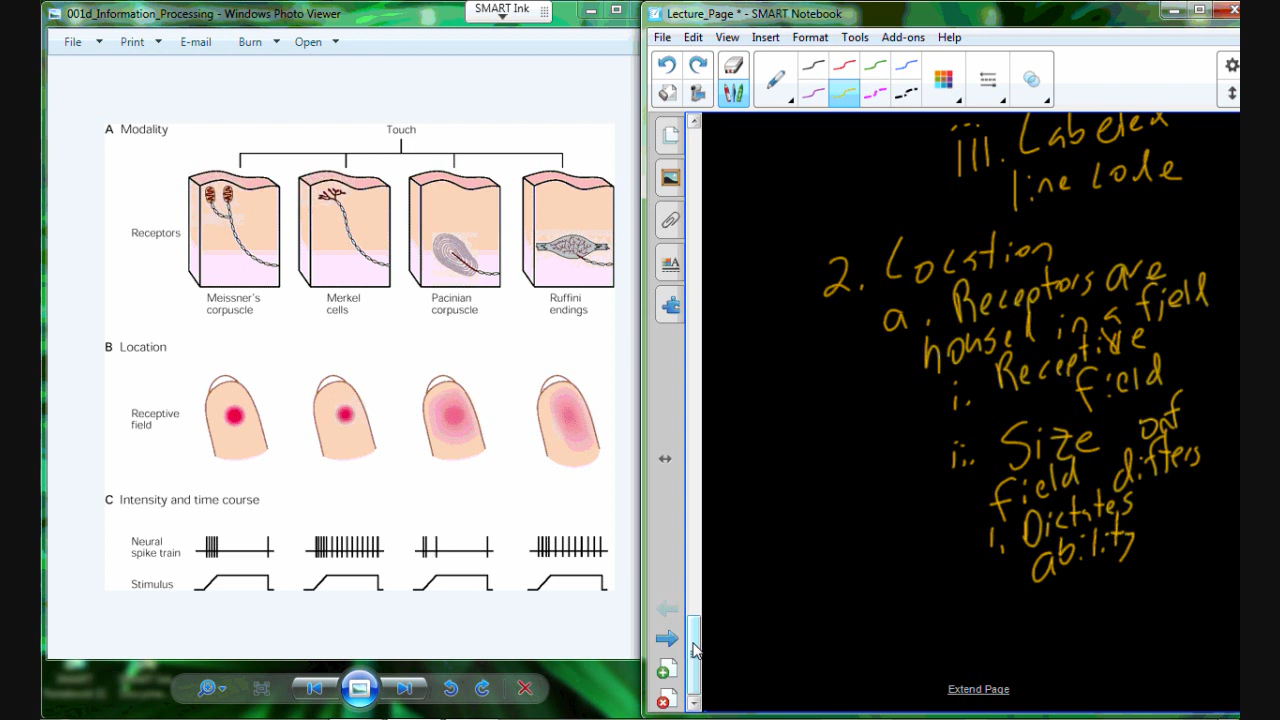 001d_Information_Processing - Windows Photo Viewer
SMART Ink
File Print E-mail Burn Open
A Modality
Touch
Receptors
Meissner's
corpuscle
Merkel
cells
Pacinian
corpuscle
Ruffini
endings
B Location
Receptive
field
C Intensity and time course
Neural
spike train
Stimulus
Lecture_Page * - SMART Notebook
File Edit View Insert Format Tools Add-ons Help
iii. Labeled
line code
2. Location
a. Receptors are
housed in a field
i. Receptive
field
ii. Size of
field differs
1. Dictates
ability
Extend Page